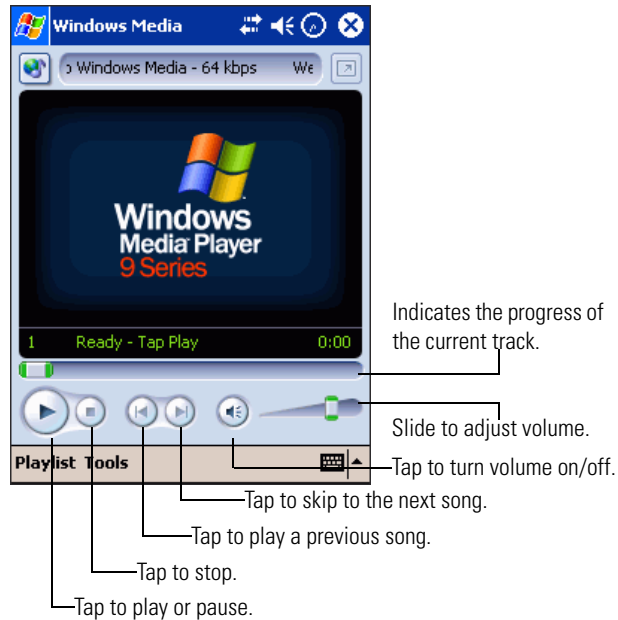 Windows Media
o Windows Media - 64 kbps We
Windows
Media Player
9 Series
1 Ready - Tap Play 0:00
Indicates the progress of
the current track.
Slide to adjust volume.
Playlist Tools
Tap to turn volume on/off.
Tap to skip to the next song.
Tap to play a previous song.
Tap to stop.
Tap to play or pause.